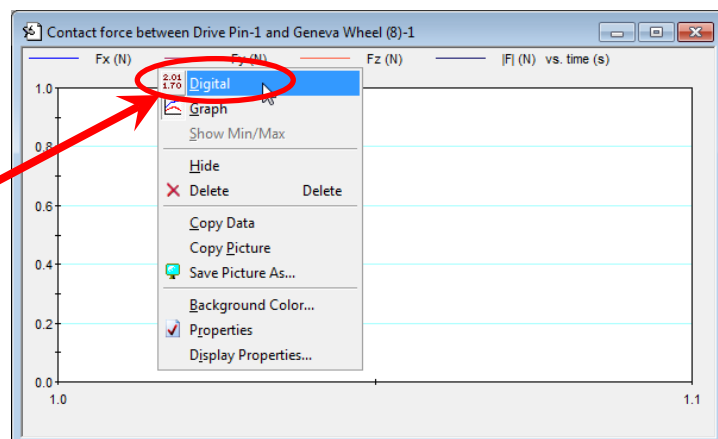 Contact force between Drive Pin-1 and Geneva Wheel (8)-1
Fx (N) Fy (N) Fz (N) |F| (N) vs. time (s)
2.01
1.70 Digital
Graph
Show Min/Max
Hide
Delete Delete
Copy Data
Copy Picture
Save Picture As...
Background Color...
Properties
Display Properties...
1.0
0.8
0.6
0.4
0.2
0.0
1.0 1.1